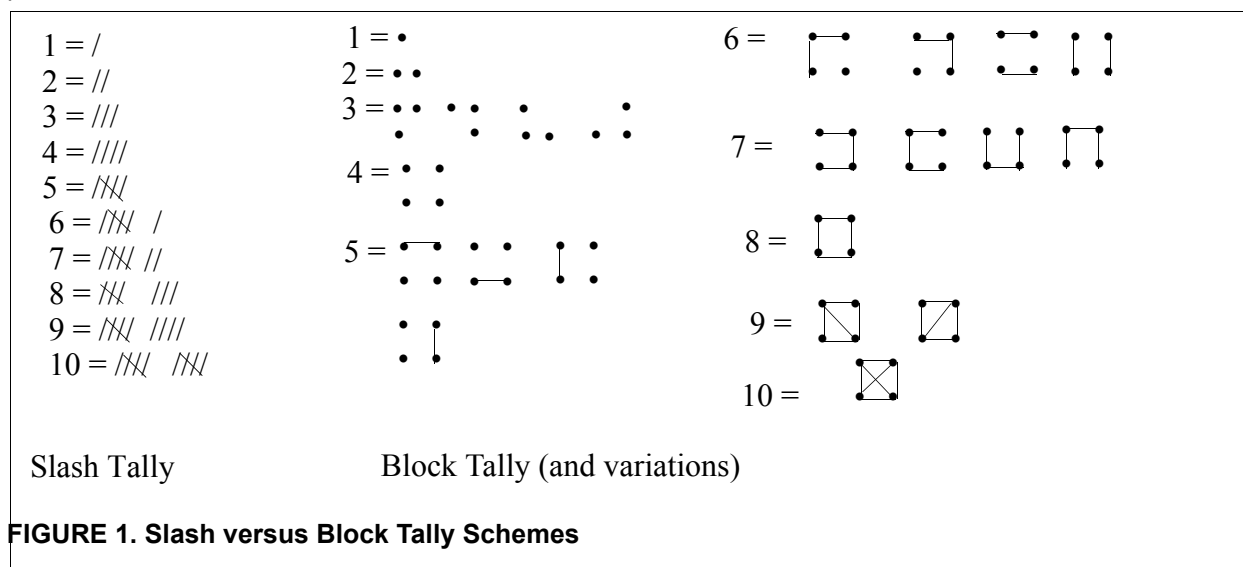 1 = /
2 = //
3 = ///
4 = ////
5 =
6 =
7 =
8 =
9 =
10 =
Slash Tally
1 =
2 =
3 =
4 =
5 =
6 =
7 =
8 =
9 =
10 =
Block Tally (and variations)
FIGURE 1. Slash versus Block Tally Schemes